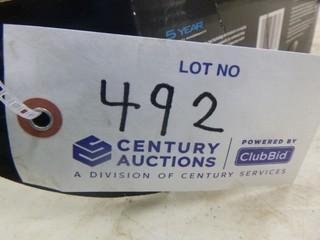 5 YEAR
LOT NO
492
CENTURY
AUCTIONS
POWERED BY
ClubBid
A DIVISION OF CENTURY SERVICES